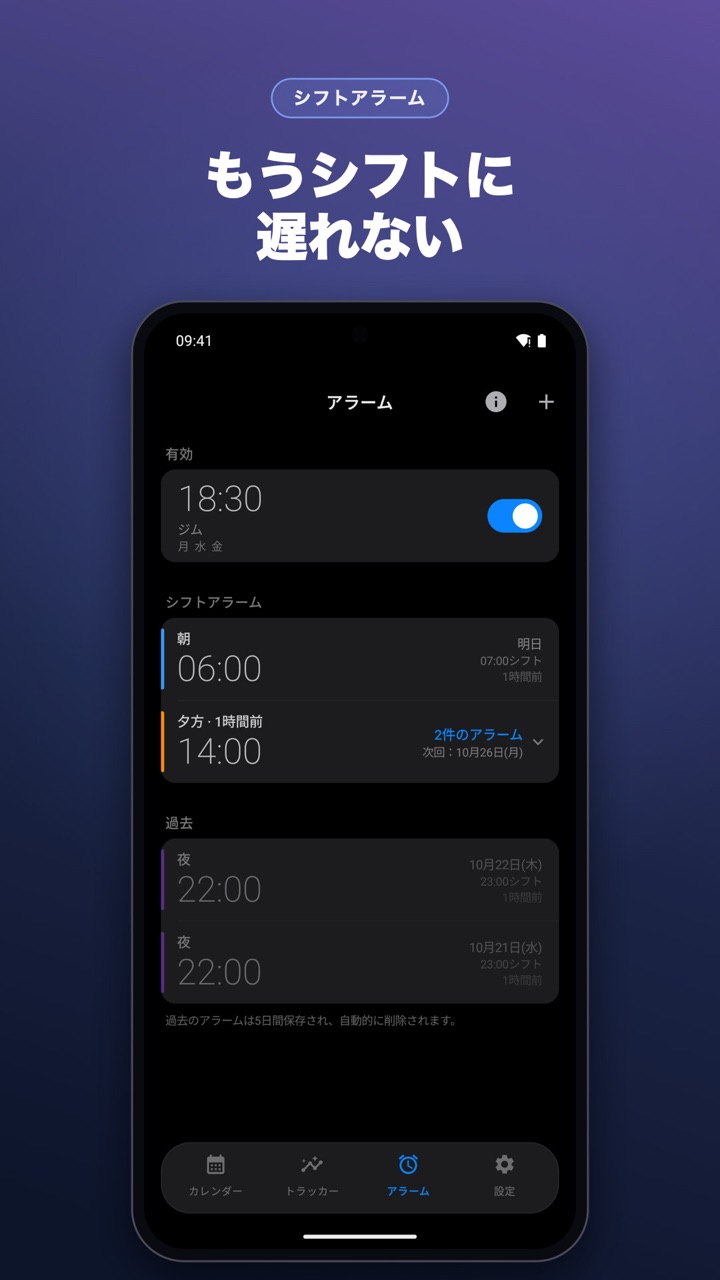 シフトアラーム
もうシフトに
遅れない
09:41
アラーム
有効
18:30
ジム
月 水 金
シフトアラーム
朝
06:00
明日
07:00シフト
1時間前
夕方 · 1時間前
14:00
2件のアラーム
次回：10月26日(月)
過去
夜
22:00
10月22日(木)
23:00シフト
1時間前
夜
22:00
10月21日(水)
23:00シフト
1時間前
過去のアラームは5日間保存され、自動的に削除されます。
カレンダー
トラッカー
アラーム
設定